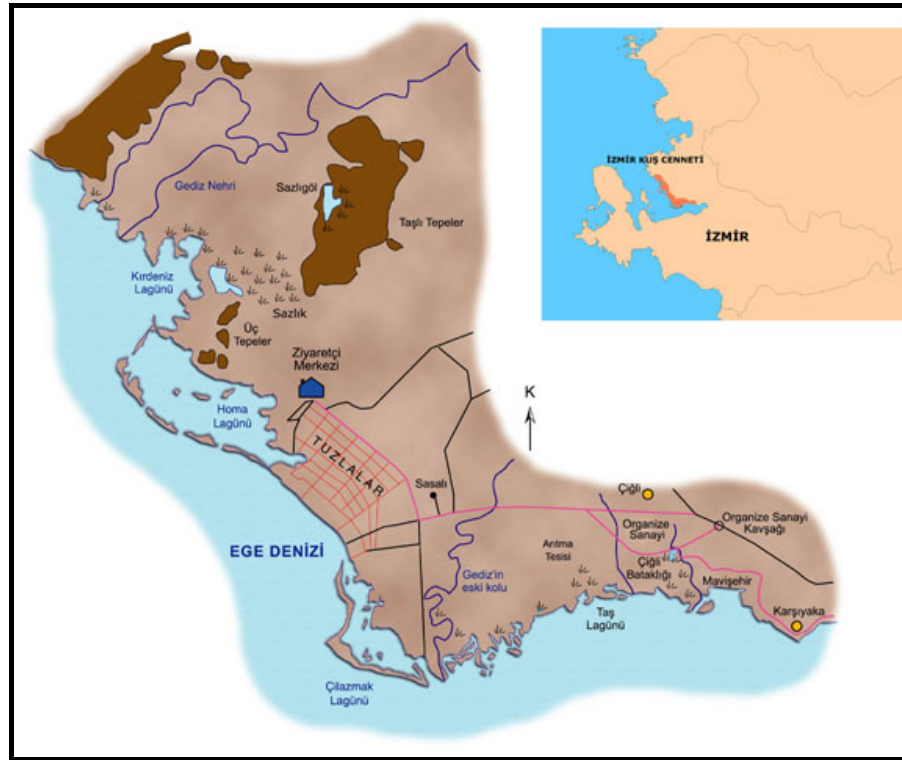 Gediz Nehri
Sazlıgöl
Taşlı Tepeler
Kırdeniz
Lagünü
Sazlık
Üç
Tepeler
Ziyaretçi
Merkezi
Homa
Lagünü
TUZLALAR
Sasalı
EGE DENİZİ
Gediz'in
eski kolu
Çilazmak
Lagünü
Arıtma
Tesisi
Taş
Lagünü
Çiğli
Organize
Sanayi
Organize Sanayi
Kavşağı
Çiğli
Bataklığı
Mavişehir
Karşıyaka
K
İZMİR KUŞ CENNETİ
İZMİR